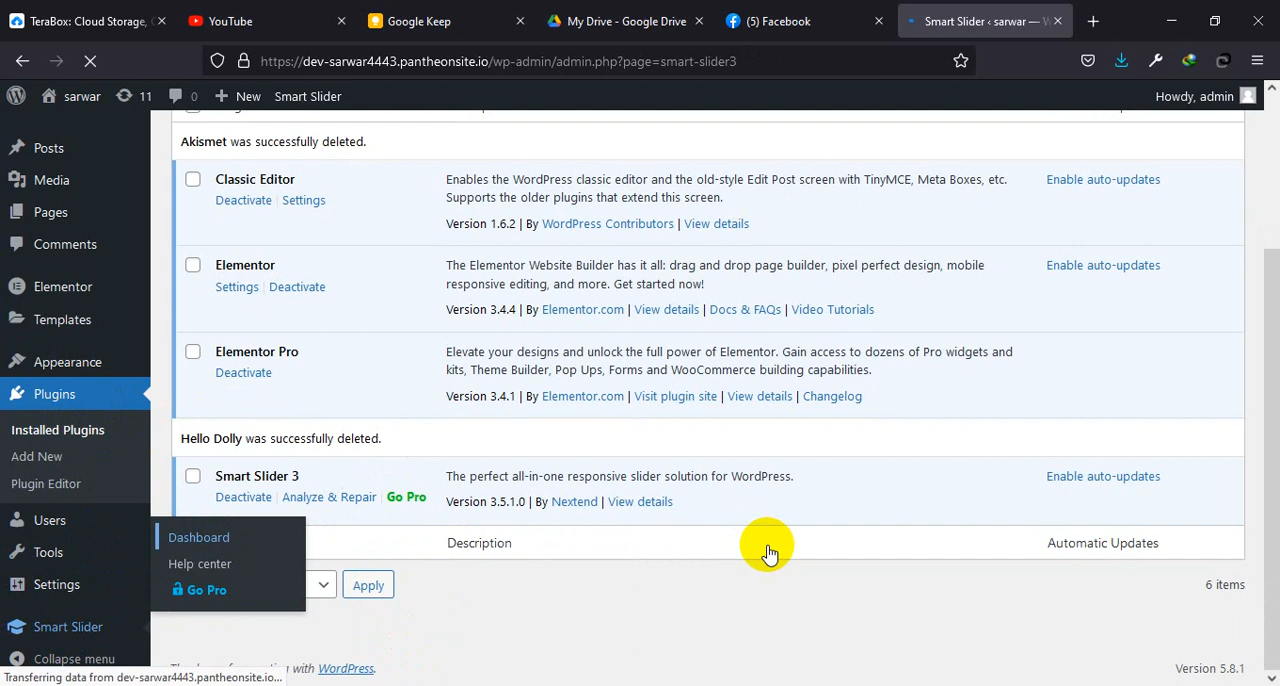 TeraBox: Cloud Storage, C
YouTube
Google Keep
My Drive - Google Drive
(5) Facebook
Smart Slider ‹ sarwar — W
https://dev-sarwar4443.pantheonsite.io/wp-admin/admin.php?page=smart-slider3
sarwar
11
0
New
Smart Slider
Howdy, admin
Posts
Media
Pages
Comments
Elementor
Templates
Appearance
Plugins
Installed Plugins
Add New
Plugin Editor
Users
Tools
Settings
Smart Slider
Collapse menu
Dashboard
Help center
Go Pro
Akismet was successfully deleted.
Classic Editor
Deactivate | Settings
Enables the WordPress classic editor and the old-style Edit Post screen with TinyMCE, Meta Boxes, etc.
Supports the older plugins that extend this screen.
Version 1.6.2 | By WordPress Contributors | View details
Enable auto-updates
Elementor
Settings | Deactivate
The Elementor Website Builder has it all: drag and drop page builder, pixel perfect design, mobile
responsive editing, and more. Get started now!
Version 3.4.4 | By Elementor.com | View details | Docs & FAQs | Video Tutorials
Enable auto-updates
Elementor Pro
Deactivate
Elevate your designs and unlock the full power of Elementor. Gain access to dozens of Pro widgets and
kits, Theme Builder, Pop Ups, Forms and WooCommerce building capabilities.
Version 3.4.1 | By Elementor.com | Visit plugin site | View details | Changelog
Hello Dolly was successfully deleted.
Smart Slider 3
Deactivate | Analyze & Repair | Go Pro
The perfect all-in-one responsive slider solution for WordPress.
Version 3.5.1.0 | By Nextend | View details
Enable auto-updates
Description
Automatic Updates
Apply
6 items
with WordPress.
Version 5.8.1
Transferring data from dev-sarwar4443.pantheonsite.io...